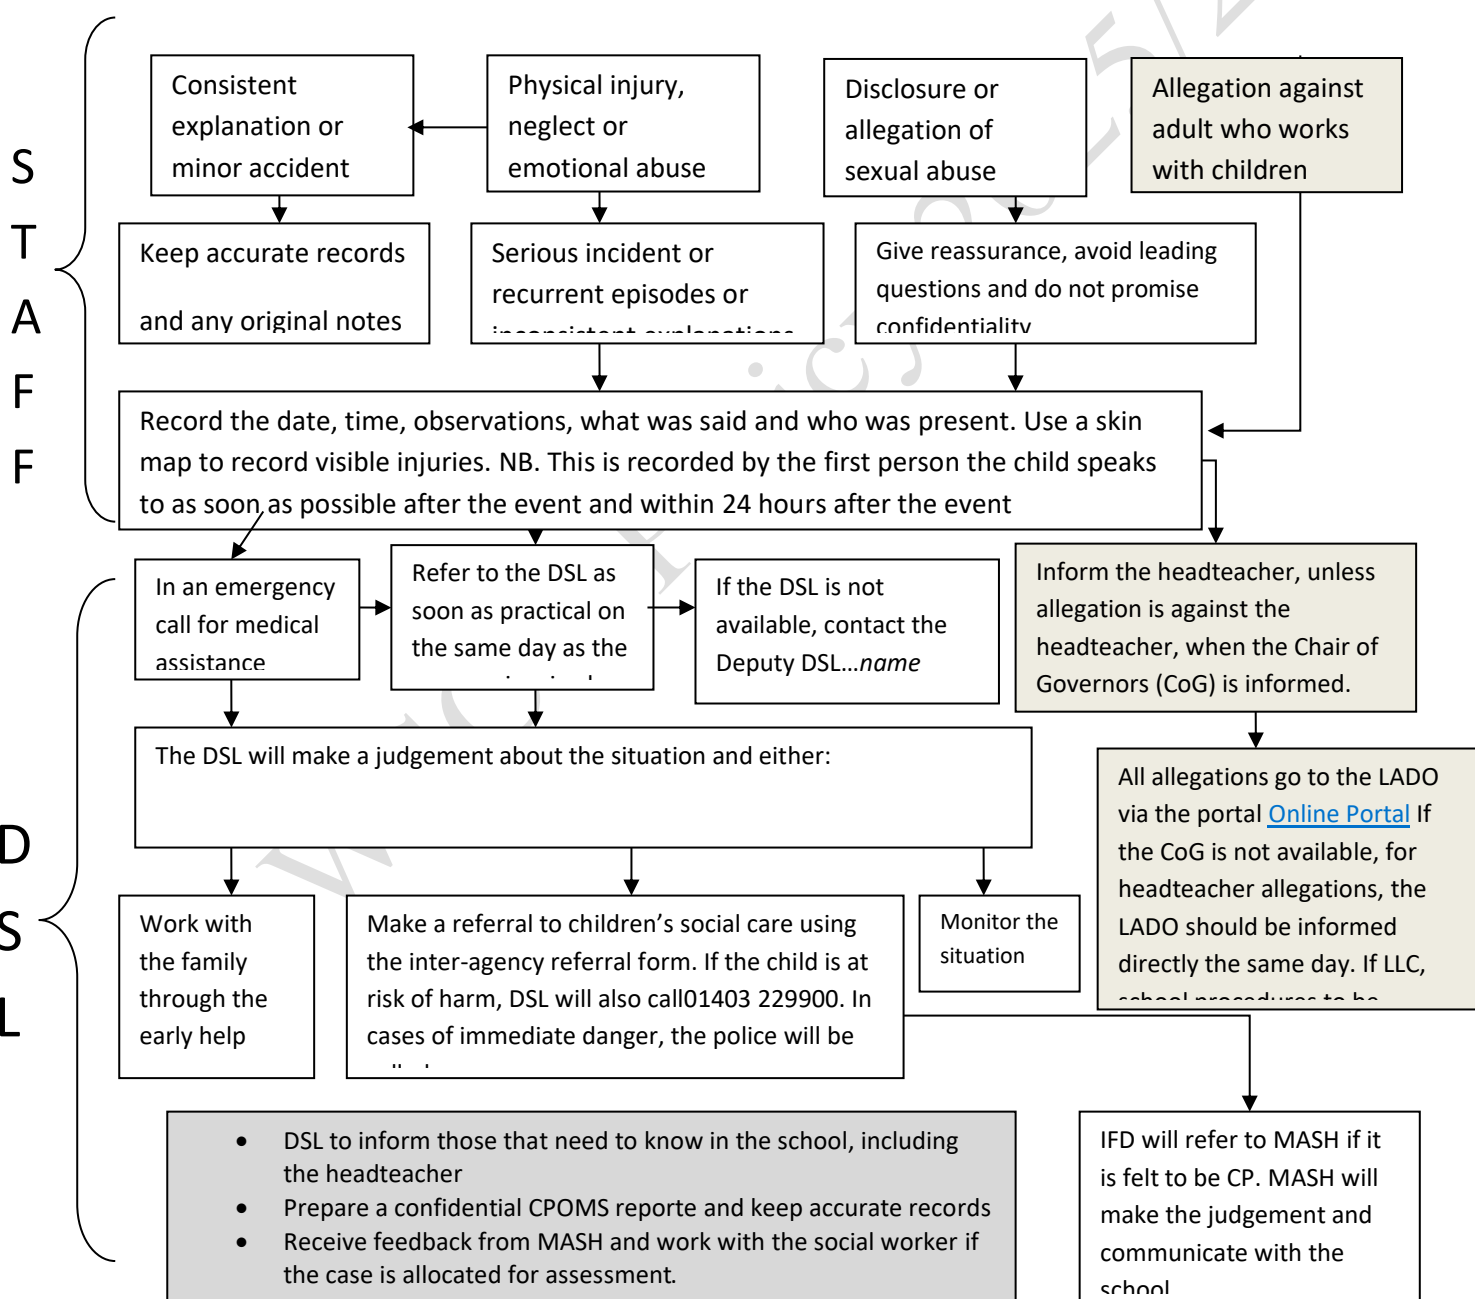 STAFF
Consistent
explanation or
minor accident
Physical injury,
neglect or
emotional abuse
Disclosure or
allegation of
sexual abuse
Allegation against
adult who works
with children
Keep accurate records
and any original notes
Serious incident or
recurrent episodes or
inconsistent explanations
Give reassurance, avoid leading
questions and do not promise
confidentiality
Record the date, time, observations, what was said and who was present. Use a skin
map to record visible injuries. NB. This is recorded by the first person the child speaks
to as soon as possible after the event and within 24 hours after the event
DSL
In an emergency
call for medical
assistance
Refer to the DSL as
soon as practical on
the same day as the
If the DSL is not
available, contact the
Deputy DSL…name
Inform the headteacher, unless
allegation is against the
headteacher, when the Chair of
Governors (CoG) is informed.
The DSL will make a judgement about the situation and either:
All allegations go to the LADO
via the portal Online Portal If
the CoG is not available, for
headteacher allegations, the
LADO should be informed
directly the same day. If LLC,
school procedures to be
Work with
the family
through the
early help
Make a referral to children’s social care using
the inter-agency referral form. If the child is at
risk of harm, DSL will also call01403 229900. In
cases of immediate danger, the police will be
Monitor the
situation
• DSL to inform those that need to know in the school, including
the headteacher
• Prepare a confidential CPOMS reporte and keep accurate records
• Receive feedback from MASH and work with the social worker if
the case is allocated for assessment.
IFD will refer to MASH if it
is felt to be CP. MASH will
make the judgement and
communicate with the
school